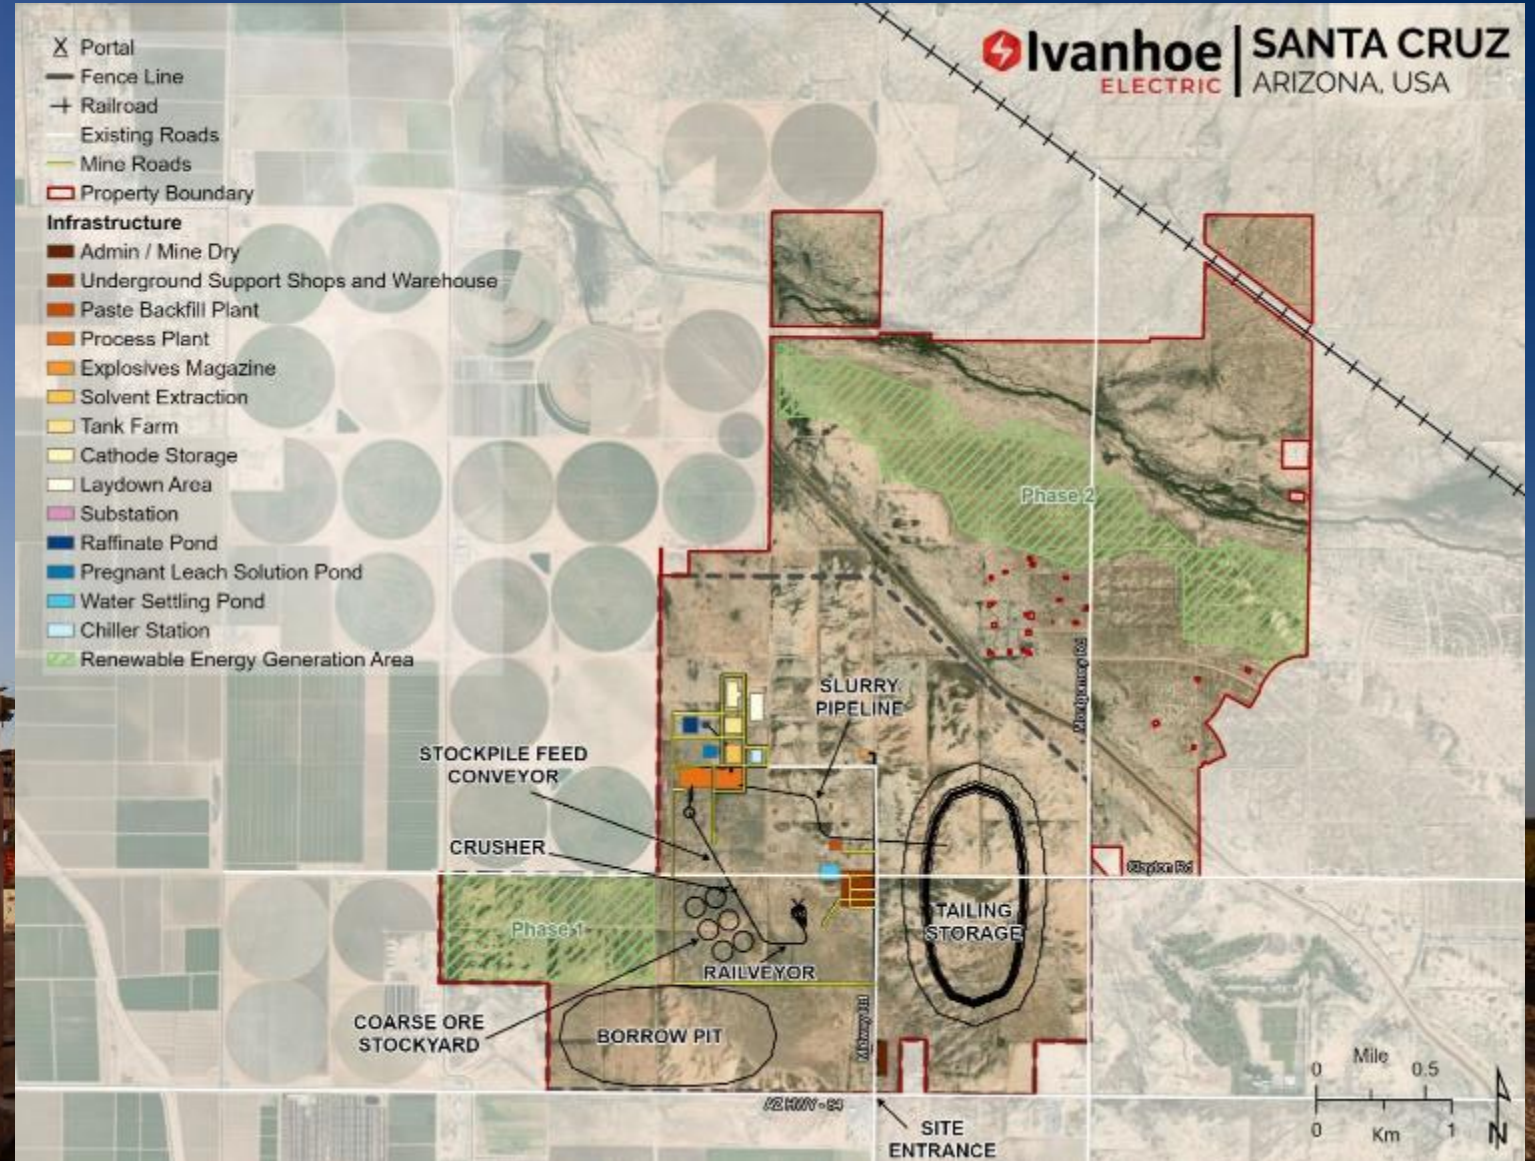 Portal
Fence Line
Railroad
Existing Roads
Mine Roads
Property Boundary
Infrastructure
Admin / Mine Dry
Underground Support Shops and Warehouse
Paste Backfill Plant
Process Plant
Explosives Magazine
Solvent Extraction
Tank Farm
Cathode Storage
Laydown Area
Substation
Raffinate Pond
Pregnant Leach Solution Pond
Water Settling Pond
Chiller Station
Renewable Energy Generation Area
Ivanhoe
ELECTRIC
SANTA CRUZ
ARIZONA, USA
Phase 2
Montgomery Rd
SLURRY
PIPELINE
STOCKPILE FEED
CONVEYOR
CRUSHER
Clayton Rd
Phase 1
TAILING
STORAGE
RAILVEYOR
COARSE ORE
STOCKYARD
BORROW PIT
Midway Rd
AZ HWY - 84
SITE
ENTRANCE
0 Mile 0.5
0 Km 1
N